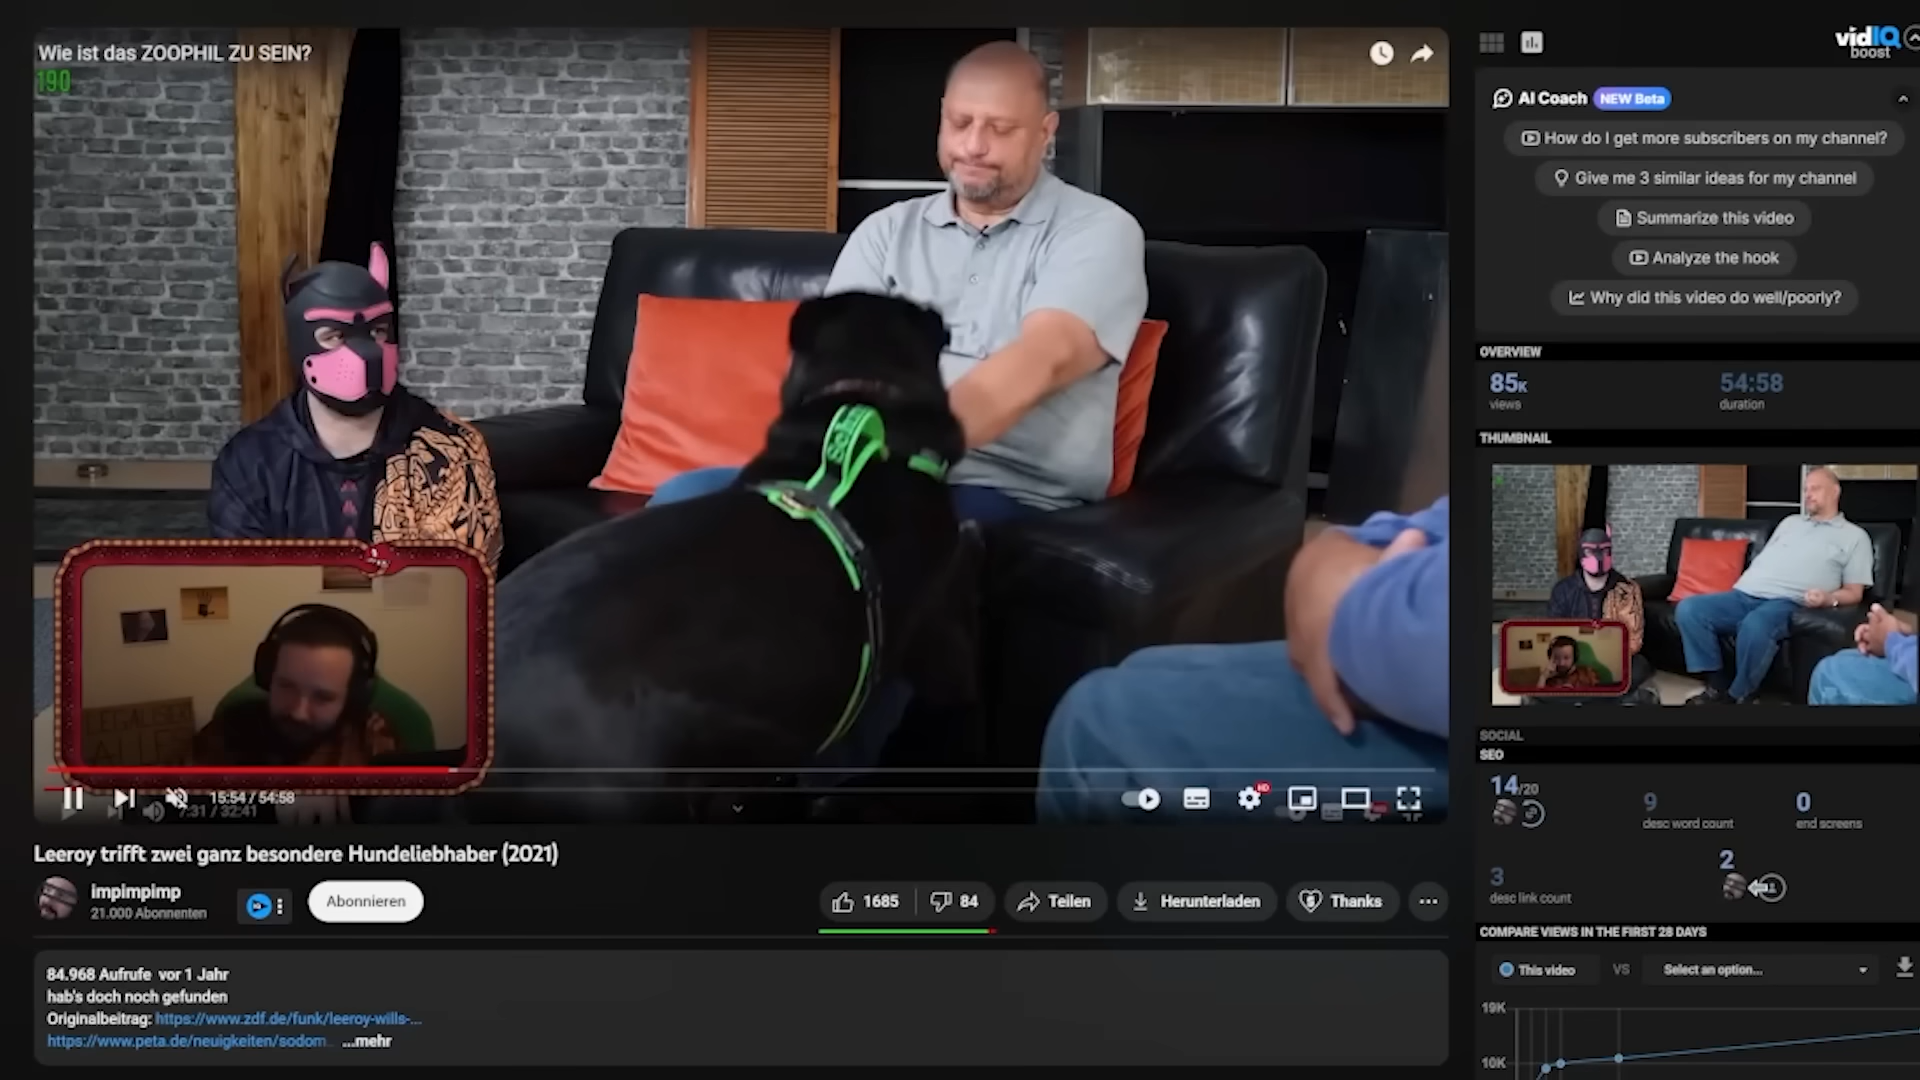 Wie ist das ZOOPHIL ZU SEIN?
190
15:54 / 54:58
7:31 / 32:41
HD
Leeroy trifft zwei ganz besondere Hundeliebhaber (2021)
impimpimp
21.000 Abonnenten
Abonnieren
1685
84
Teilen
Herunterladen
Thanks
84.968 Aufrufe vor 1 Jahr
hab's doch noch gefunden
Originalbeitrag: https://www.zdf.de/funk/leeroy-wills-...
https://www.peta.de/neuigkeiten/sodom... ...mehr
vidIQ
boost
AI Coach NEW Beta
How do I get more subscribers on my channel?
Give me 3 similar ideas for my channel
Summarize this video
Analyze the hook
Why did this video do well/poorly?
OVERVIEW
85K
views
54:58
duration
THUMBNAIL
SOCIAL
SEO
14/20
9
desc word count
0
end screens
3
desc link count
2
COMPARE VIEWS IN THE FIRST 28 DAYS
This video VS Select an option...
19K
10K